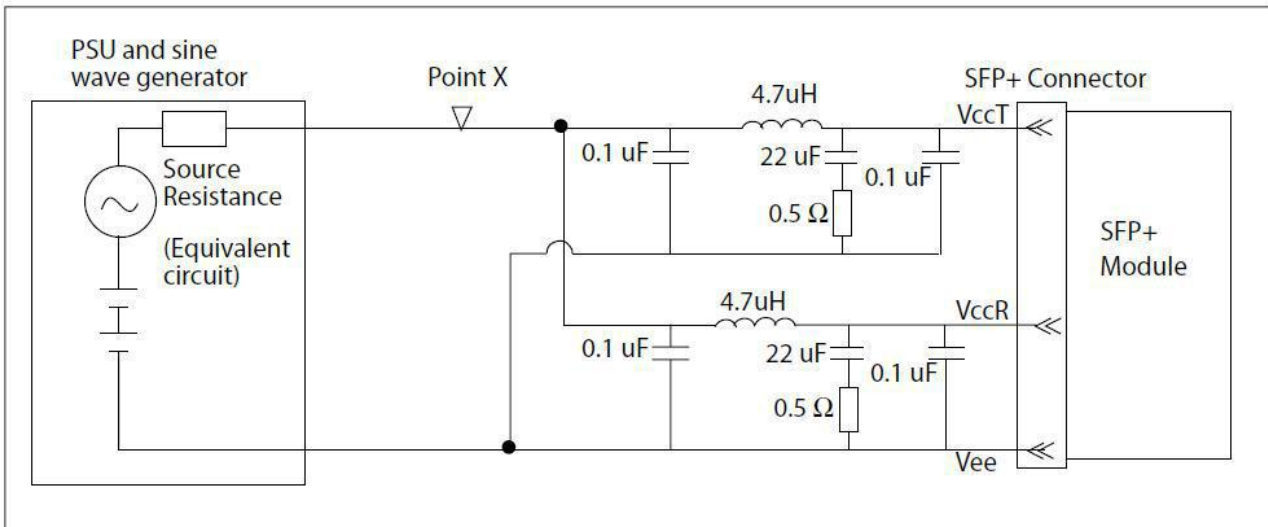 PSU and sine
wave generator
Point X
SFP+ Connector
4.7uH
VccT
0.1 uF
22 uF
0.1 uF
Source
Resistance
0.5 Ω
(Equivalent
circuit)
SFP+
Module
4.7uH
VccR
0.1 uF
22 uF
0.1 uF
0.5 Ω
Vee